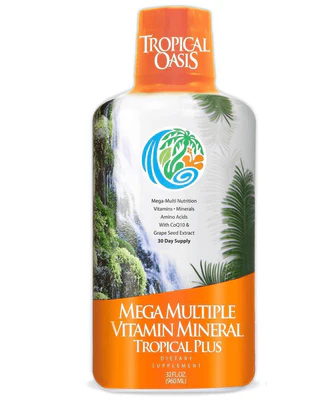 TROPICAL
OASIS
Mega-Multi Nutrition
Vitamins • Minerals
Amino Acids
With CoQ10 &
Grape Seed Extract
30 Day Supply
MEGA MULTIPLE
VITAMIN MINERAL
TROPICAL PLUS
DIETARY
SUPPLEMENT
32 FL.OZ.
(960 ML)